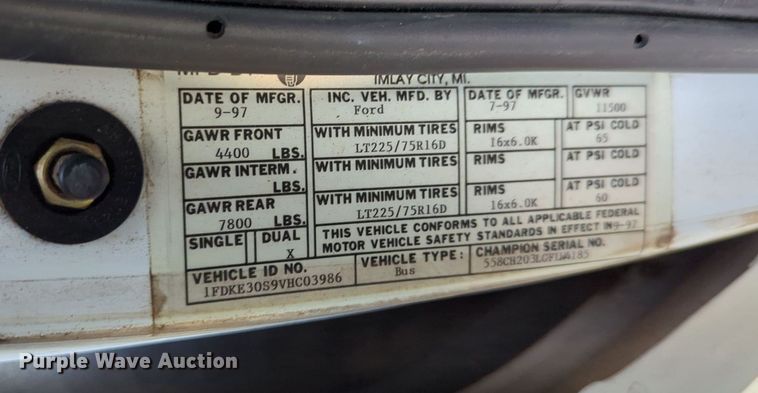 IMLAY CITY, MI.
DATE OF MFGR. INC. VEH. MFD. BY GVWR
9-97 Ford 7-97 11500
GAWR FRONT WITH MINIMUM TIRES RIMS AT PSI COLD
4400 LBS. LT225/75R16D 16x6.0K 65
GAWR INTERM. WITH MINIMUM TIRES RIMS AT PSI COLD
LBS.
GAWR REAR WITH MINIMUM TIRES RIMS AT PSI COLD
7800 LBS. LT225/75R16D 16x6.0K 60
SINGLE DUAL THIS VEHICLE CONFORMS TO ALL APPLICABLE FEDERAL
X MOTOR VEHICLE SAFETY STANDARDS IN EFFECT IN 9-97
VEHICLE ID NO. VEHICLE TYPE: CHAMPION SERIAL NO.
1FDKE30S9VHC03986 Bus
Purple Wave Auction